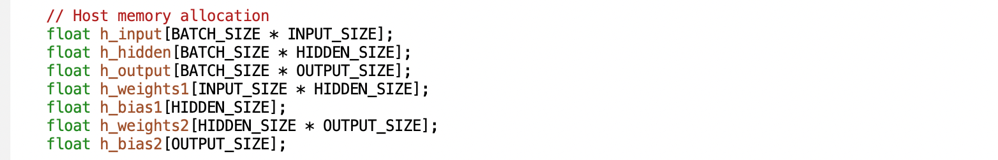 // Host memory allocation
float h_input[BATCH_SIZE * INPUT_SIZE];
float h_hidden[BATCH_SIZE * HIDDEN_SIZE];
float h_output[BATCH_SIZE * OUTPUT_SIZE];
float h_weights1[INPUT_SIZE * HIDDEN_SIZE];
float h_bias1[HIDDEN_SIZE];
float h_weights2[HIDDEN_SIZE * OUTPUT_SIZE];
float h_bias2[OUTPUT_SIZE];